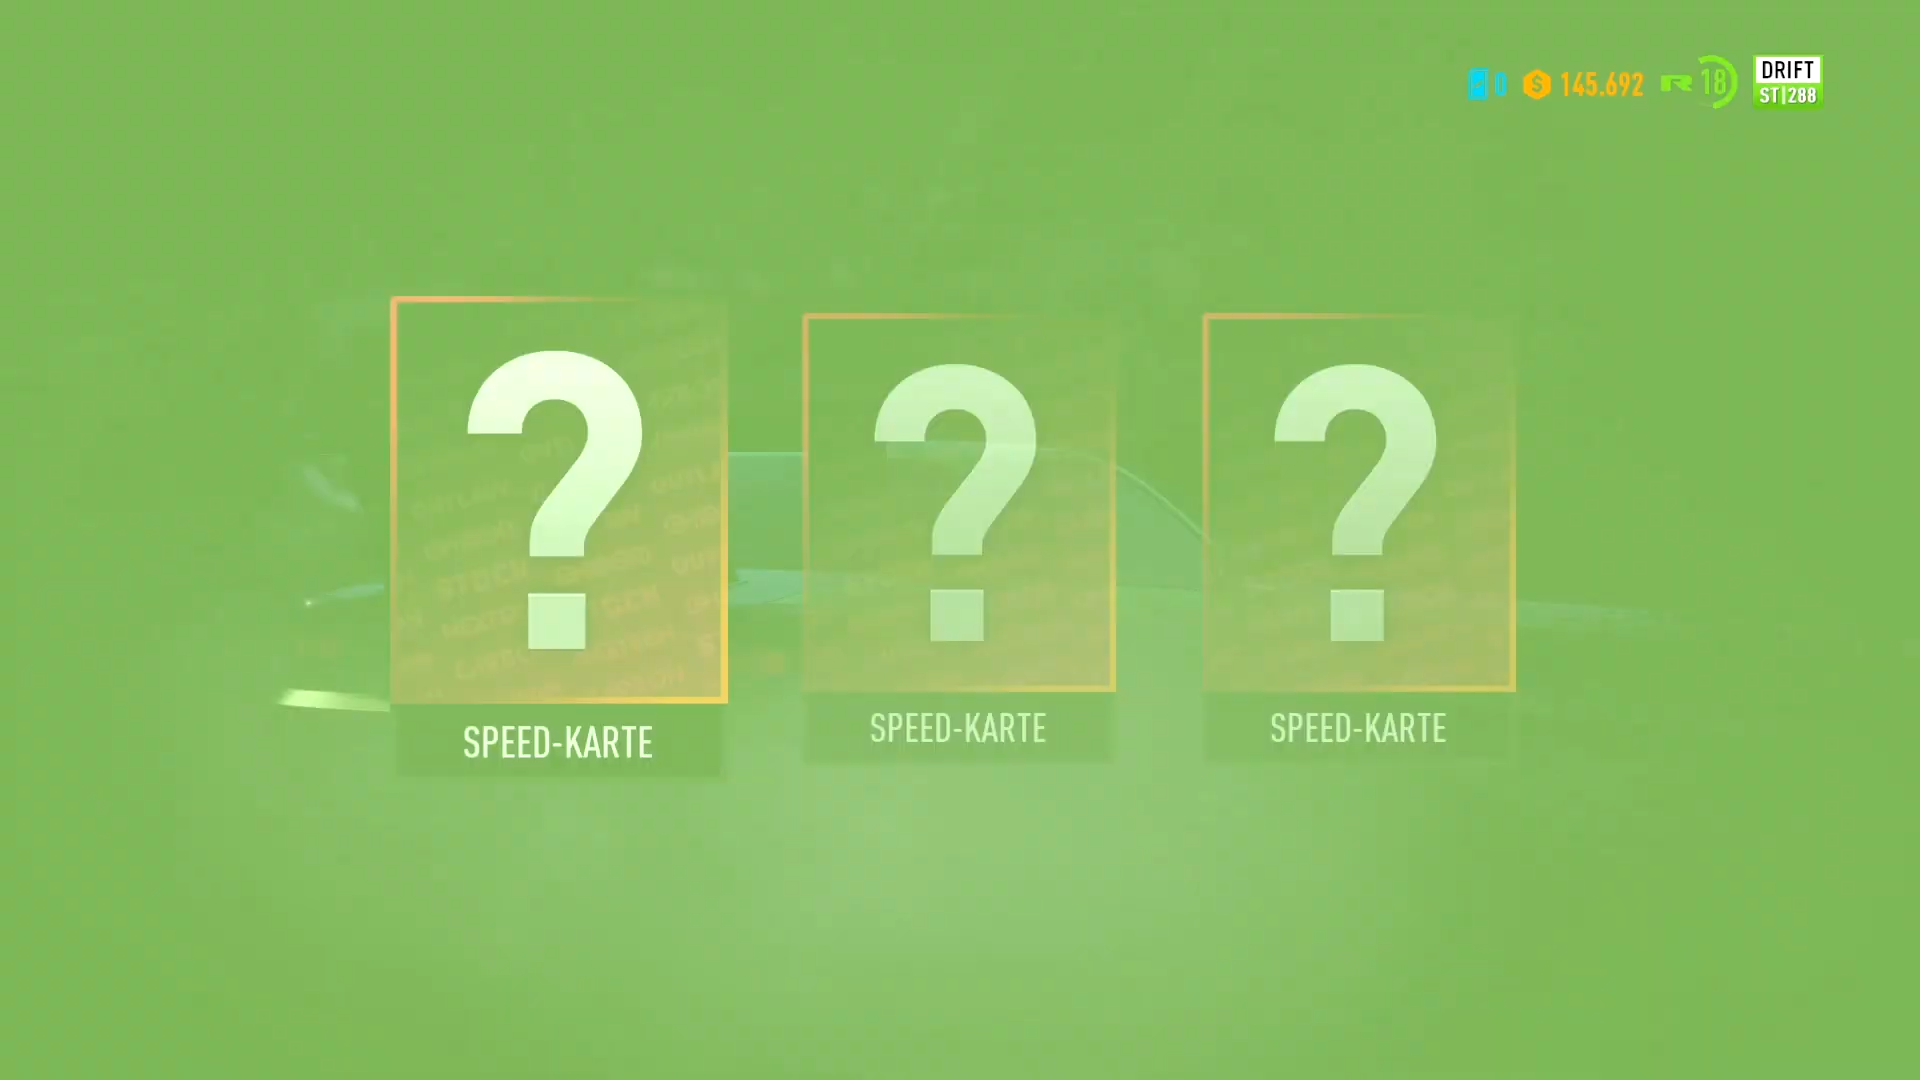 0 145.692 R 18 DRIFT
ST|288
? ? ?
SPEED-KARTE SPEED-KARTE SPEED-KARTE